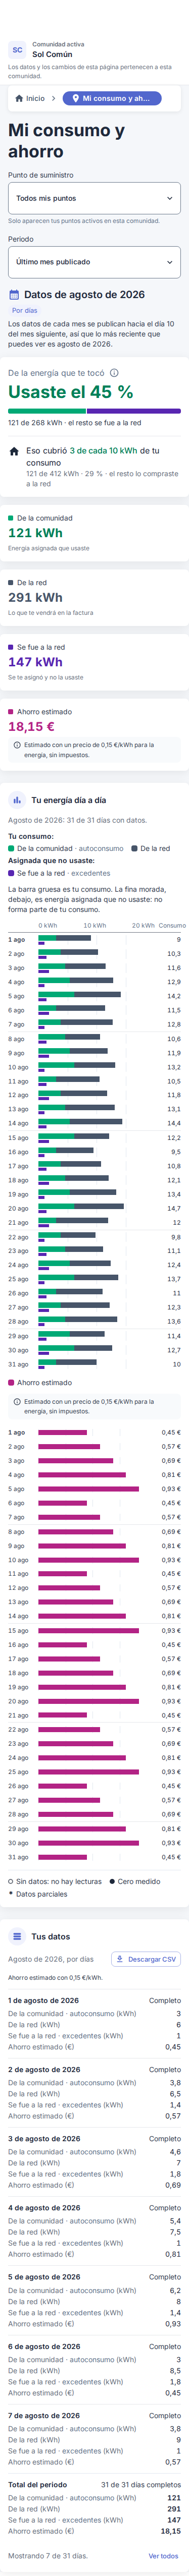 SC
Comunidad activa
Sol Común
Los datos y los cambios de esta página pertenecen a esta
comunidad.
Inicio
Mi consumo y ah...
Mi consumo y
ahorro
Punto de suministro
Todos mis puntos
Solo aparecen tus puntos activos en esta comunidad.
Periodo
Último mes publicado
Datos de agosto de 2026
Por días
Los datos de cada mes se publican hacia el día 10
del mes siguiente, así que lo más reciente que
puedes ver es agosto de 2026.
De la energía que te tocó
Usaste el 45 %
121 de 268 kWh · el resto se fue a la red
Eso cubrió 3 de cada 10 kWh de tu
consumo
121 de 412 kWh · 29 % · el resto lo compraste
a la red
De la comunidad
121 kWh
Energía asignada que usaste
De la red
291 kWh
Lo que te vendrá en la factura
Se fue a la red
147 kWh
Se te asignó y no la usaste
Ahorro estimado
18,15 €
Estimado con un precio de 0,15 €/kWh para la
energía, sin impuestos.
Tu energía día a día
Agosto de 2026: 31 de 31 días con datos.
Tu consumo:
De la comunidad · autoconsumo
De la red
Asignada que no usaste:
Se fue a la red · excedentes
La barra gruesa es tu consumo. La fina morada,
debajo, es energía asignada que no usaste: no
forma parte de tu consumo.
0 kWh 10 kWh 20 kWh Consumo
1 ago 9
2 ago 10,3
3 ago 11,6
4 ago 12,9
5 ago 14,2
6 ago 11,5
7 ago 12,8
8 ago 10,6
9 ago 11,9
10 ago 13,2
11 ago 10,5
12 ago 11,8
13 ago 13,1
14 ago 14,4
15 ago 12,2
16 ago 9,5
17 ago 10,8
18 ago 12,1
19 ago 13,4
20 ago 14,7
21 ago 12
22 ago 9,8
23 ago 11,1
24 ago 12,4
25 ago 13,7
26 ago 11
27 ago 12,3
28 ago 13,6
29 ago 11,4
30 ago 12,7
31 ago 10
Ahorro estimado
Estimado con un precio de 0,15 €/kWh para la
energía, sin impuestos.
1 ago 0,45 €
2 ago 0,57 €
3 ago 0,69 €
4 ago 0,81 €
5 ago 0,93 €
6 ago 0,45 €
7 ago 0,57 €
8 ago 0,69 €
9 ago 0,81 €
10 ago 0,93 €
11 ago 0,45 €
12 ago 0,57 €
13 ago 0,69 €
14 ago 0,81 €
15 ago 0,93 €
16 ago 0,45 €
17 ago 0,57 €
18 ago 0,69 €
19 ago 0,81 €
20 ago 0,93 €
21 ago 0,45 €
22 ago 0,57 €
23 ago 0,69 €
24 ago 0,81 €
25 ago 0,93 €
26 ago 0,45 €
27 ago 0,57 €
28 ago 0,69 €
29 ago 0,81 €
30 ago 0,93 €
31 ago 0,45 €
Sin datos: no hay lecturas
Cero medido
* Datos parciales
Tus datos
Agosto de 2026, por días
Descargar CSV
Ahorro estimado con 0,15 €/kWh.
1 de agosto de 2026 Completo
De la comunidad · autoconsumo (kWh) 3
De la red (kWh) 6
Se fue a la red · excedentes (kWh) 1
Ahorro estimado (€) 0,45
2 de agosto de 2026 Completo
De la comunidad · autoconsumo (kWh) 3,8
De la red (kWh) 6,5
Se fue a la red · excedentes (kWh) 1,4
Ahorro estimado (€) 0,57
3 de agosto de 2026 Completo
De la comunidad · autoconsumo (kWh) 4,6
De la red (kWh) 7
Se fue a la red · excedentes (kWh) 1,8
Ahorro estimado (€) 0,69
4 de agosto de 2026 Completo
De la comunidad · autoconsumo (kWh) 5,4
De la red (kWh) 7,5
Se fue a la red · excedentes (kWh) 1
Ahorro estimado (€) 0,81
5 de agosto de 2026 Completo
De la comunidad · autoconsumo (kWh) 6,2
De la red (kWh) 8
Se fue a la red · excedentes (kWh) 1,4
Ahorro estimado (€) 0,93
6 de agosto de 2026 Completo
De la comunidad · autoconsumo (kWh) 3
De la red (kWh) 8,5
Se fue a la red · excedentes (kWh) 1,8
Ahorro estimado (€) 0,45
7 de agosto de 2026 Completo
De la comunidad · autoconsumo (kWh) 3,8
De la red (kWh) 9
Se fue a la red · excedentes (kWh) 1
Ahorro estimado (€) 0,57
Total del periodo 31 de 31 días completos
De la comunidad · autoconsumo (kWh) 121
De la red (kWh) 291
Se fue a la red · excedentes (kWh) 147
Ahorro estimado (€) 18,15
Mostrando 7 de 31 días.
Ver todos